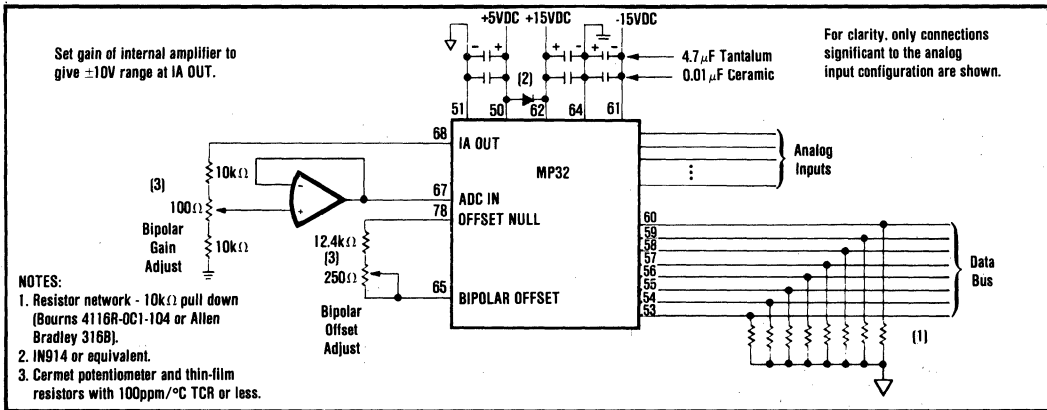 +5VDC +15VDC -15VDC
Set gain of internal amplifier to
give ±10V range at IA OUT.
For clarity, only connections
significant to the analog
input configuration are shown.
- + + - + -
4.7μF Tantalum
0.01μF Ceramic
(2)
51 50 62 64 61
68
IA OUT
10kΩ
MP32
Analog
Inputs
(3)
100Ω
Bipolar
Gain
Adjust
10kΩ
-
+
67
ADC IN
78
OFFSET NULL
12.4kΩ
(3)
250Ω
65
BIPOLAR OFFSET
Bipolar
Offset
Adjust
60
59
58
57
56
55
54
53
Data
Bus
(1)
NOTES:
1. Resistor network - 10kΩ pull down
(Bourns 4116R-0C1-104 or Allen
Bradley 316B).
2. IN914 or equivalent.
3. Cermet potentiometer and thin-film
resistors with 100ppm/°C TCR or less.